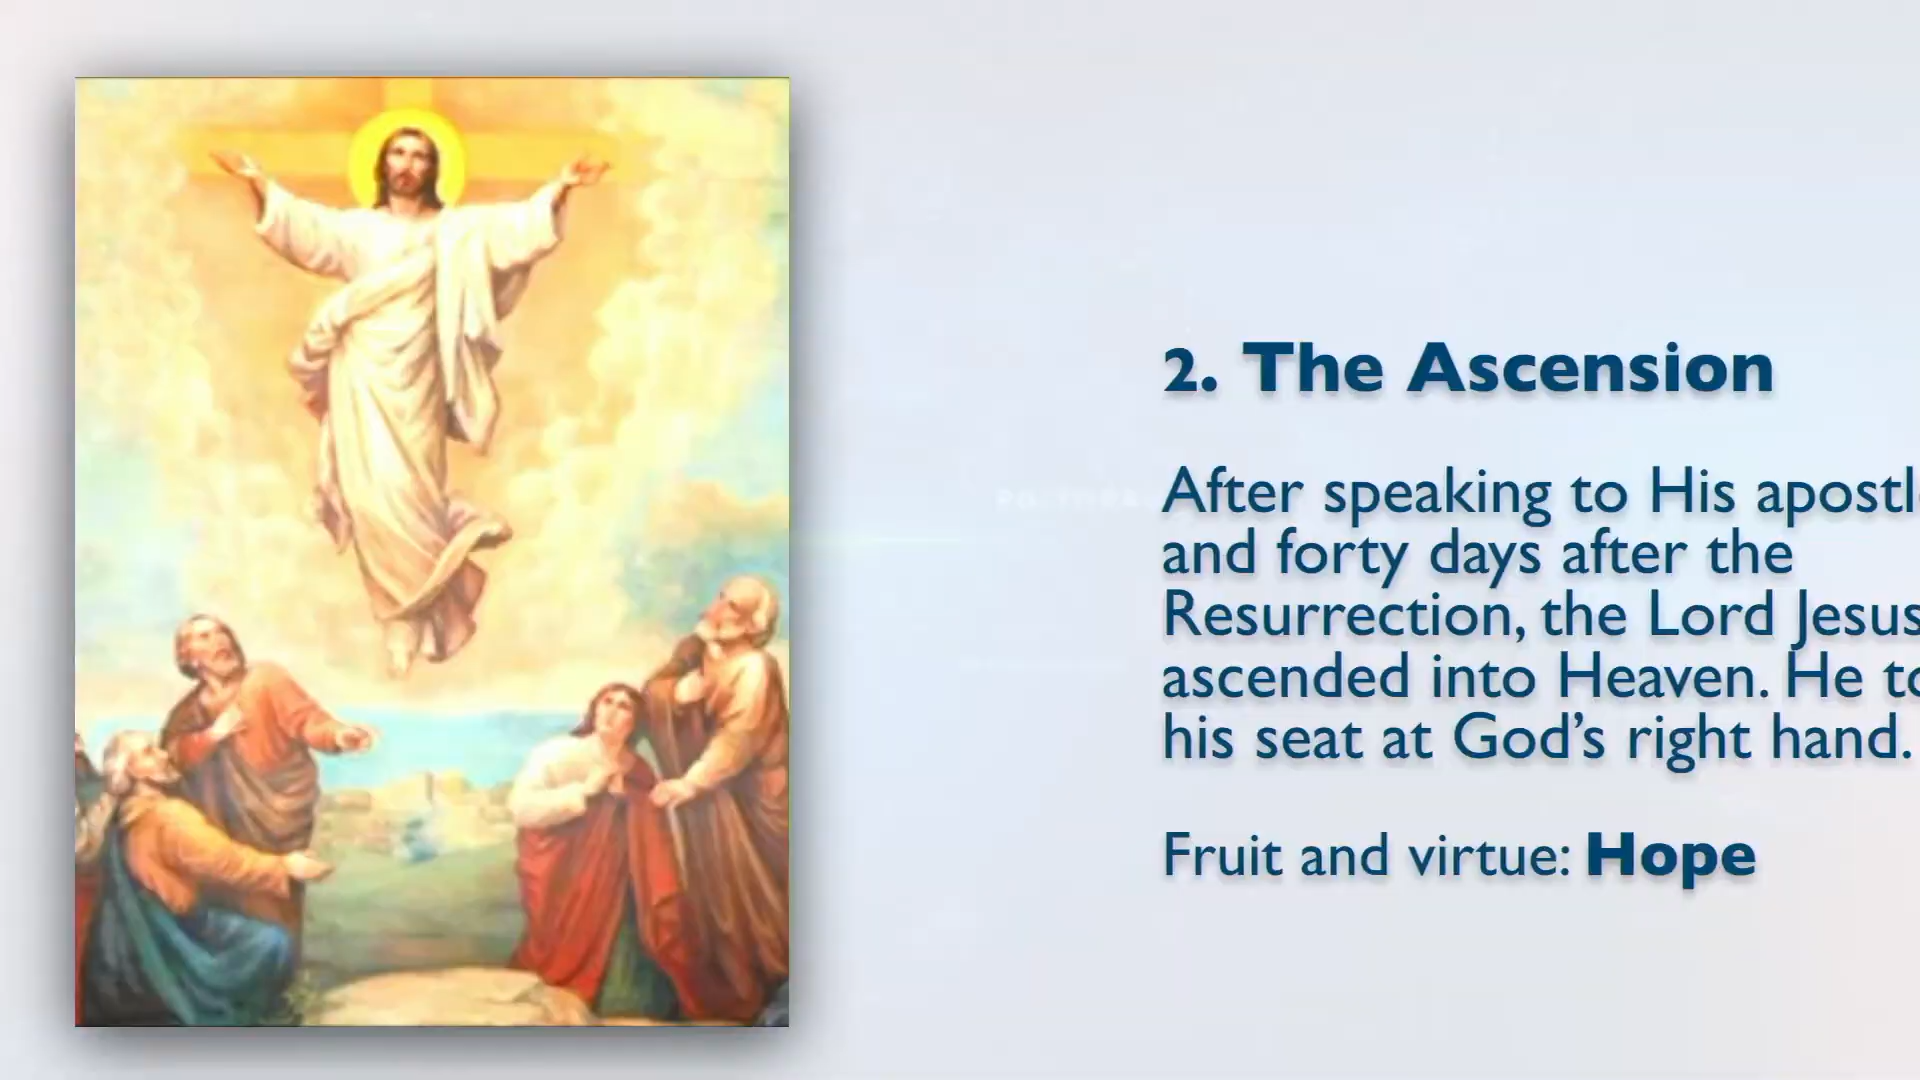 2. The Ascension
After speaking to His apostl
and forty days after the
Resurrection, the Lord Jesus
ascended into Heaven. He to
his seat at God’s right hand.
Fruit and virtue: Hope